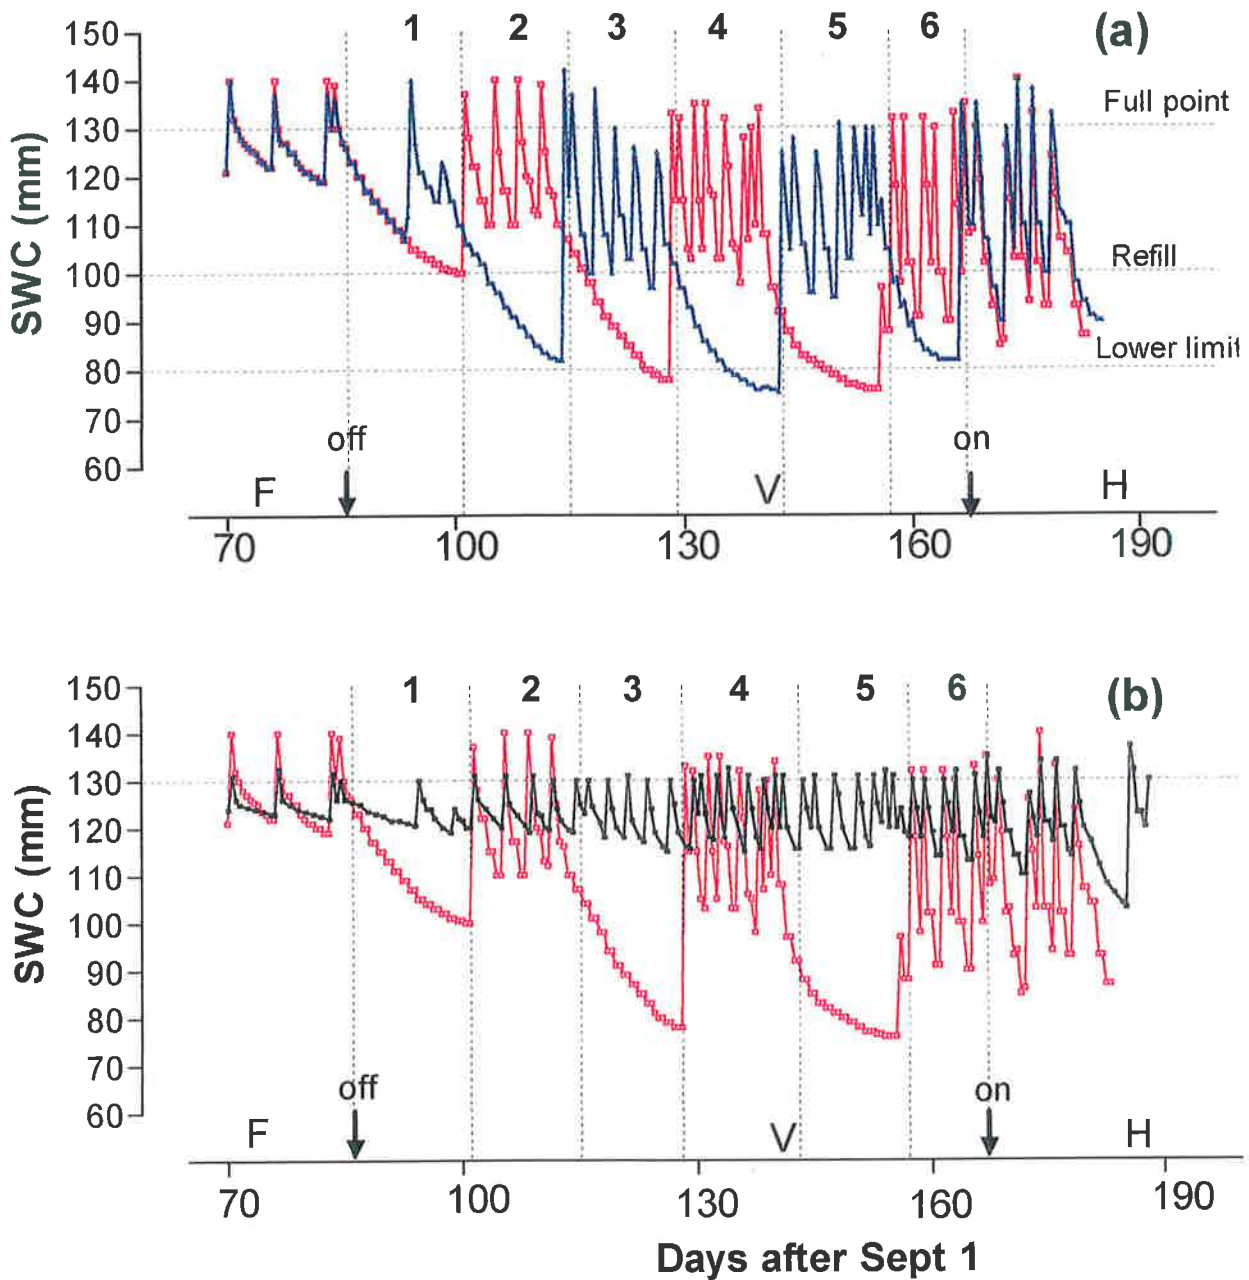 1 2 3 4 5 6 (a)
150
140
130
120
110
100
90
80
70
60
SWC (mm)
Full point
Refill
Lower limit
off
on
F V H
70 100 130 160 190
1 2 3 4 5 6 (b)
150
140
130
120
110
100
90
80
70
60
SWC (mm)
off
on
F V H
70 100 130 160 190
Days after Sept 1